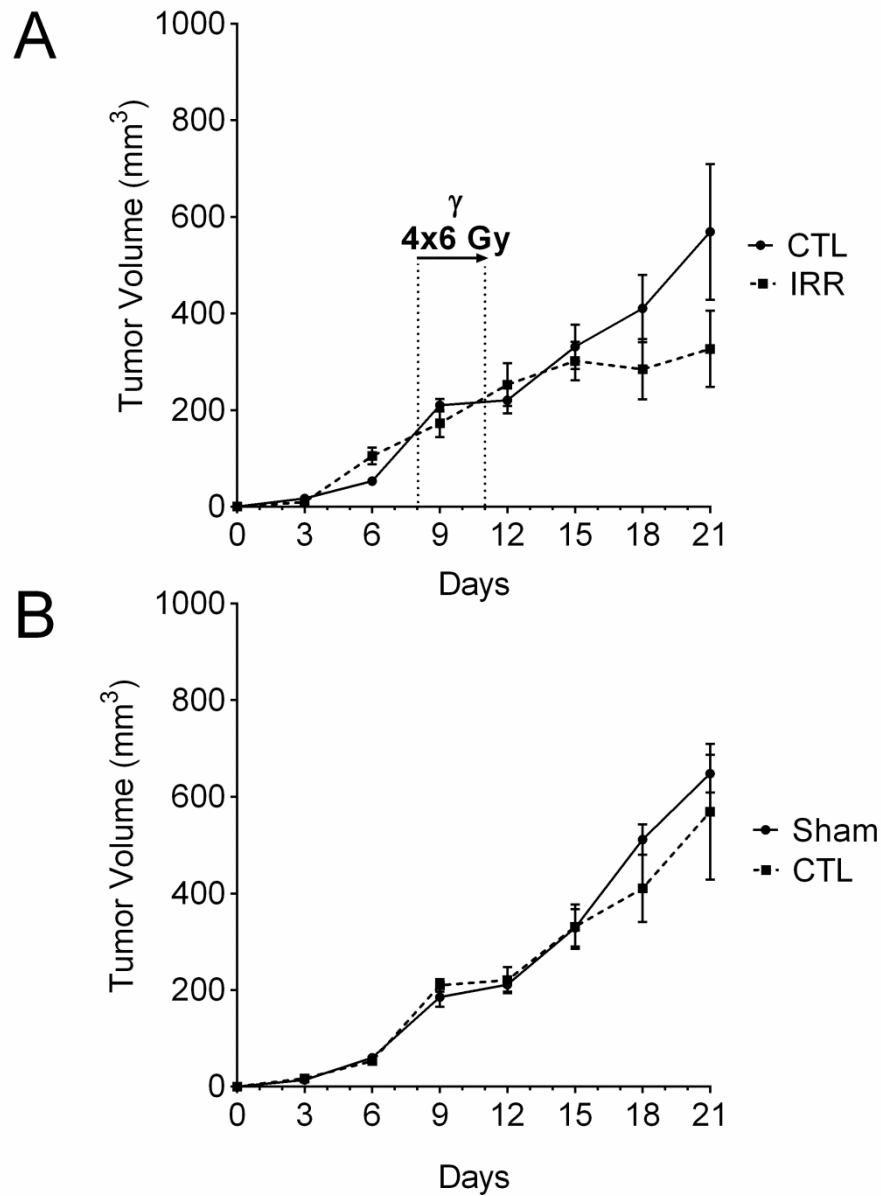 A
Tumor Volume (mm³)
1000
800
600
400
200
0
γ
4x6 Gy
CTL
IRR
0 3 6 9 12 15 18 21
Days
B
Tumor Volume (mm³)
1000
800
600
400
200
0
Sham
CTL
0 3 6 9 12 15 18 21
Days